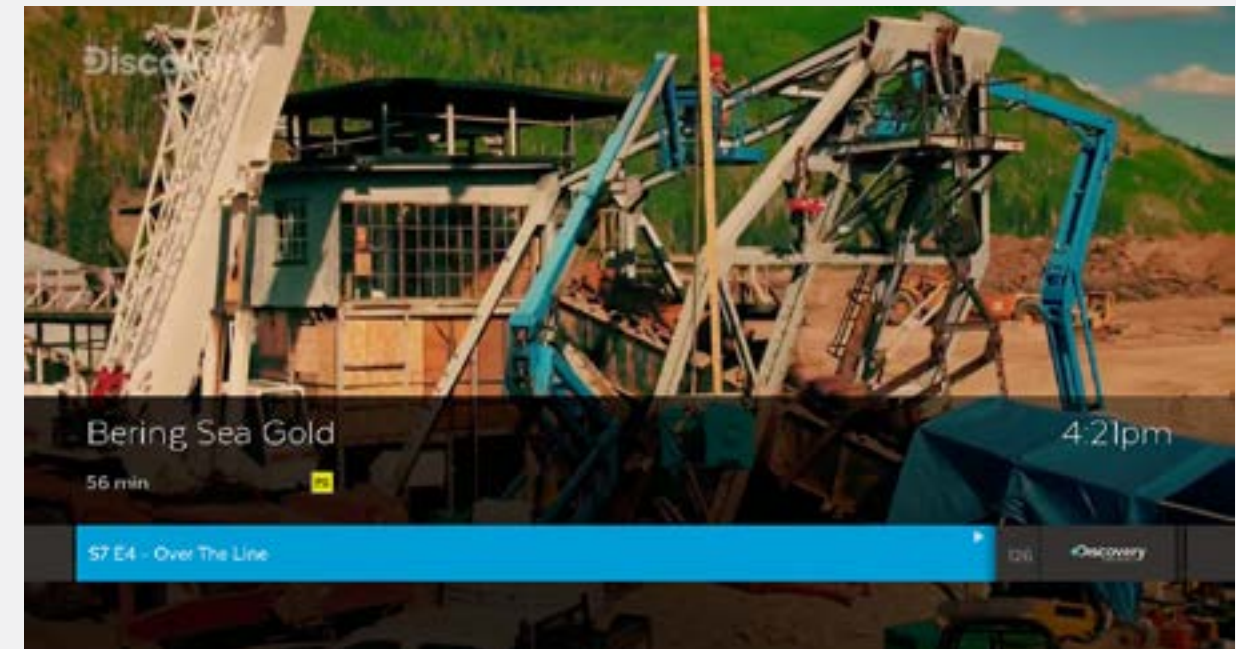 Discovery
Bering Sea Gold
4:21pm
56 min
PG
S7 E4 - Over The Line
126
Discovery